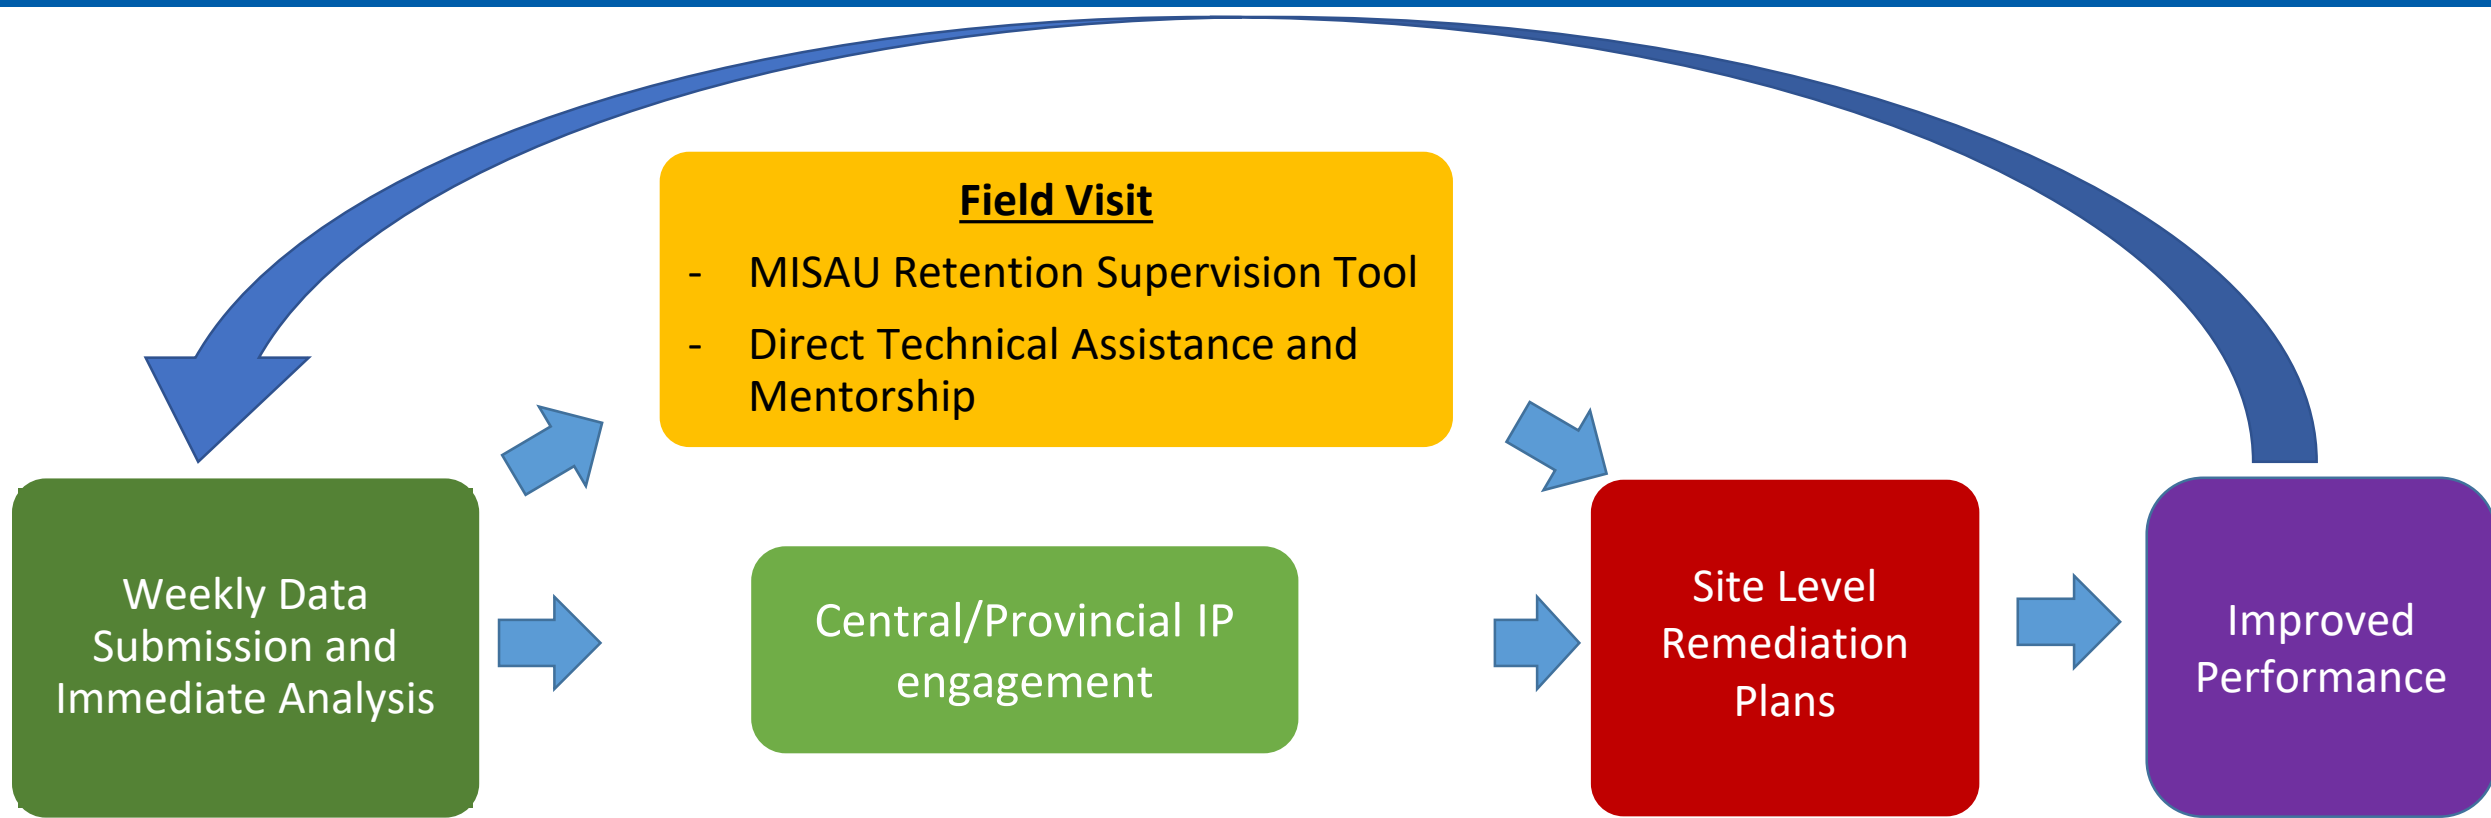 Field Visit
- MISAU Retention Supervision Tool
- Direct Technical Assistance and
Mentorship
Weekly Data
Submission and
Immediate Analysis
Central/Provincial IP
engagement
Site Level
Remediation
Plans
Improved
Performance